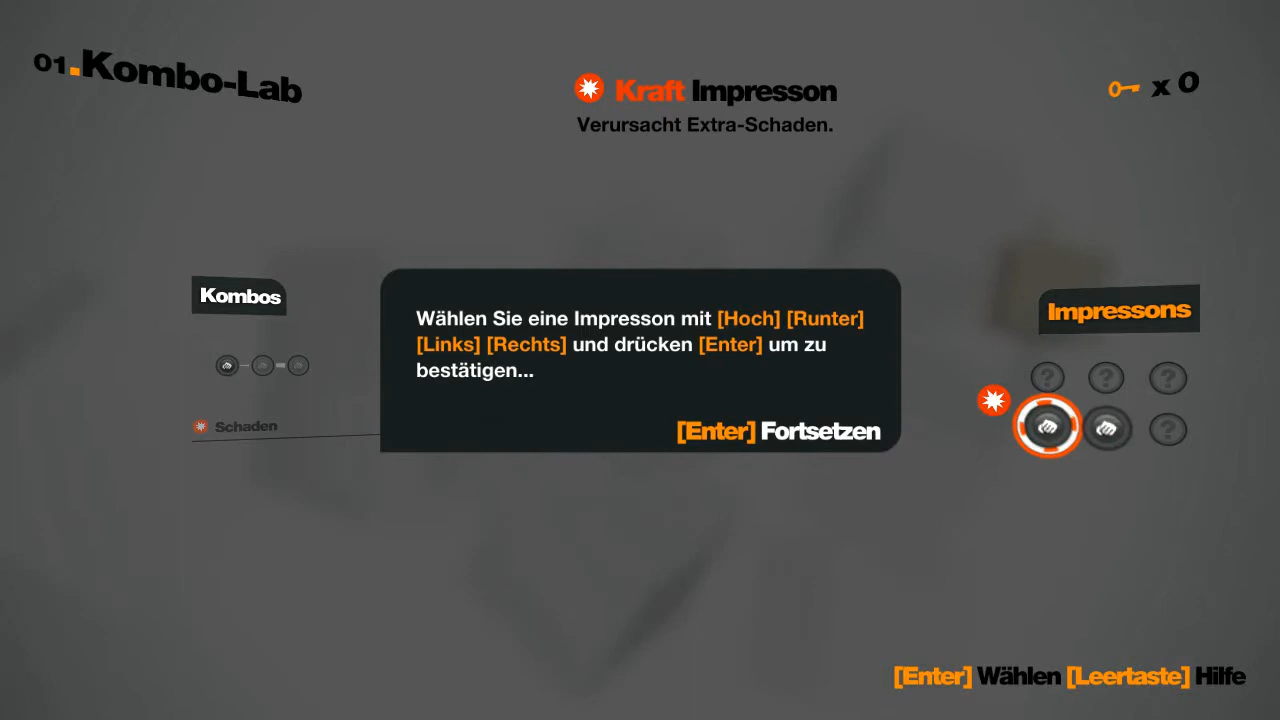 01.Kombo-Lab
Kraft Impresson
Verursacht Extra-Schaden.
x 0
Kombos
Schaden
Wählen Sie eine Impresson mit [Hoch] [Runter]
[Links] [Rechts] und drücken [Enter] um zu
bestätigen...
[Enter] Fortsetzen
Impressons
? ? ?
?
[Enter] Wählen [Leertaste] Hilfe